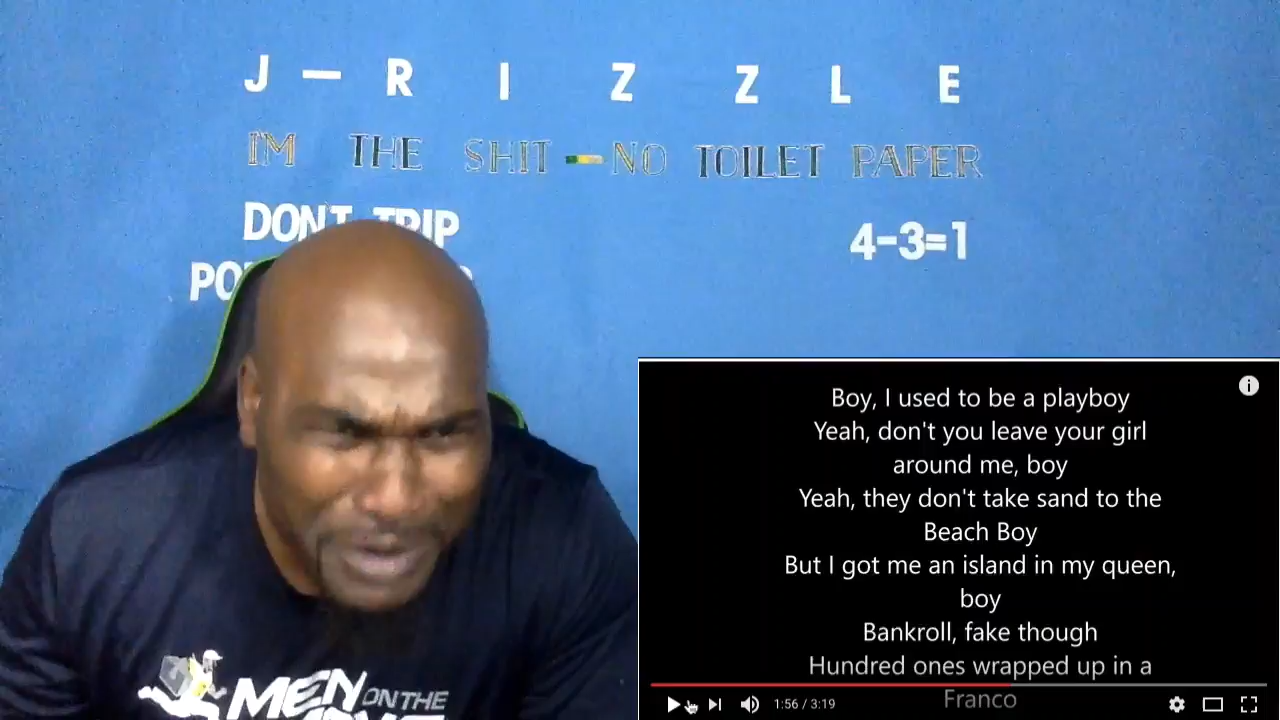 J - R I Z Z L E
I'M THE SHIT - NO TOILET PAPER
DONT TRIP
4-3=1
Boy, I used to be a playboy
Yeah, don't you leave your girl
around me, boy
Yeah, they don't take sand to the
Beach Boy
But I got me an island in my queen,
boy
Bankroll, fake though
Hundred ones wrapped up in a
Franco
1:56 / 3:19
MEN ON THE